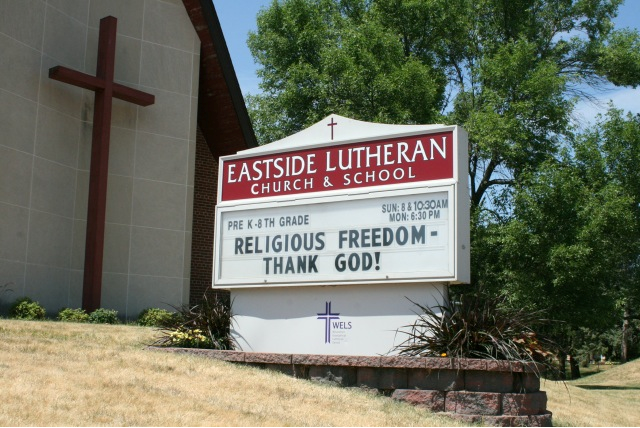 EASTSIDE LUTHERAN
CHURCH & SCHOOL
PRE K-8TH GRADE
SUN: 8 & 10:30AM
MON: 6:30 PM
RELIGIOUS FREEDOM-
THANK GOD!
WELS